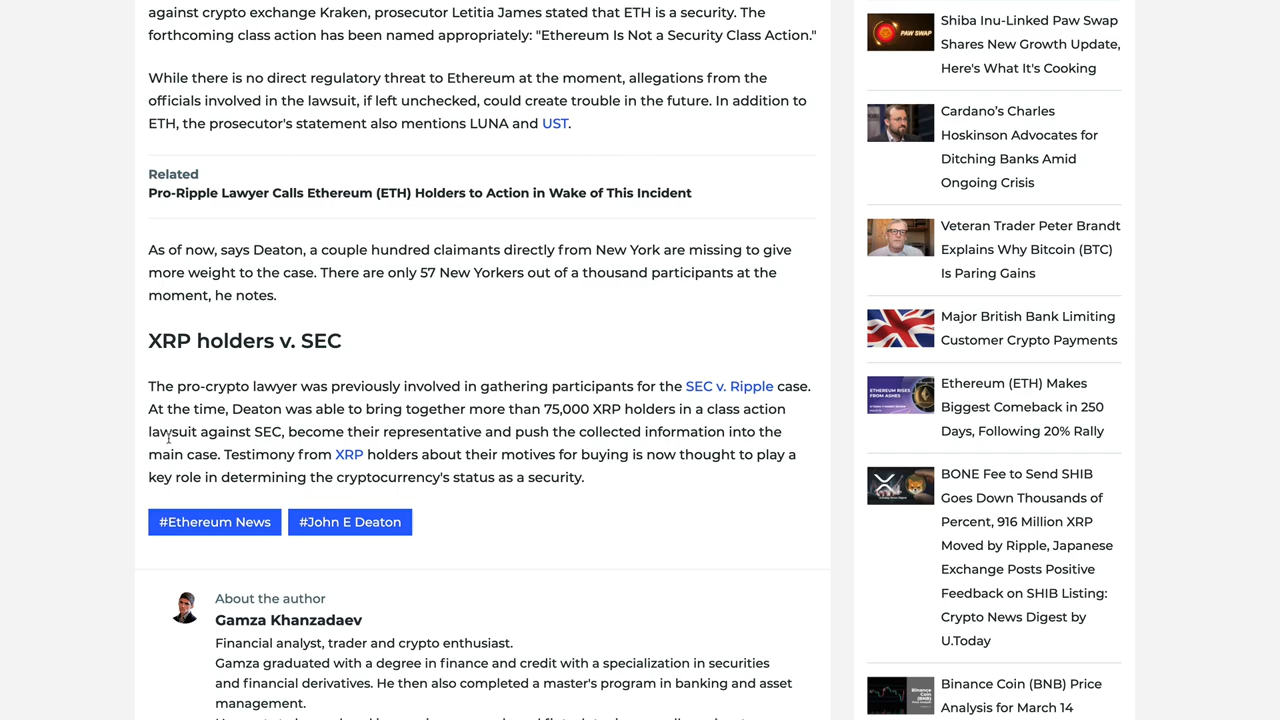 against crypto exchange Kraken, prosecutor Letitia James stated that ETH is a security. The
forthcoming class action has been named appropriately: "Ethereum Is Not a Security Class Action."
While there is no direct regulatory threat to Ethereum at the moment, allegations from the
officials involved in the lawsuit, if left unchecked, could create trouble in the future. In addition to
ETH, the prosecutor's statement also mentions LUNA and UST.
Related
Pro-Ripple Lawyer Calls Ethereum (ETH) Holders to Action in Wake of This Incident
As of now, says Deaton, a couple hundred claimants directly from New York are missing to give
more weight to the case. There are only 57 New Yorkers out of a thousand participants at the
moment, he notes.
XRP holders v. SEC
The pro-crypto lawyer was previously involved in gathering participants for the SEC v. Ripple case.
At the time, Deaton was able to bring together more than 75,000 XRP holders in a class action
lawsuit against SEC, become their representative and push the collected information into the
main case. Testimony from XRP holders about their motives for buying is now thought to play a
key role in determining the cryptocurrency's status as a security.
#Ethereum News
#John E Deaton
About the author
Gamza Khanzadaev
Financial analyst, trader and crypto enthusiast.
Gamza graduated with a degree in finance and credit with a specialization in securities
and financial derivatives. He then also completed a master's program in banking and asset
management.
PAW SWAP
Shiba Inu-Linked Paw Swap
Shares New Growth Update,
Here's What It's Cooking
Cardano's Charles
Hoskinson Advocates for
Ditching Banks Amid
Ongoing Crisis
Veteran Trader Peter Brandt
Explains Why Bitcoin (BTC)
Is Paring Gains
Major British Bank Limiting
Customer Crypto Payments
ETHEREUM RISES
FROM ASHES
Ethereum (ETH) Makes
Biggest Comeback in 250
Days, Following 20% Rally
BONE Fee to Send SHIB
Goes Down Thousands of
Percent, 916 Million XRP
Moved by Ripple, Japanese
Exchange Posts Positive
Feedback on SHIB Listing:
Crypto News Digest by
U.Today
Binance
Coin
(BNB)
Price
Analysis
Binance Coin (BNB) Price
Analysis for March 14